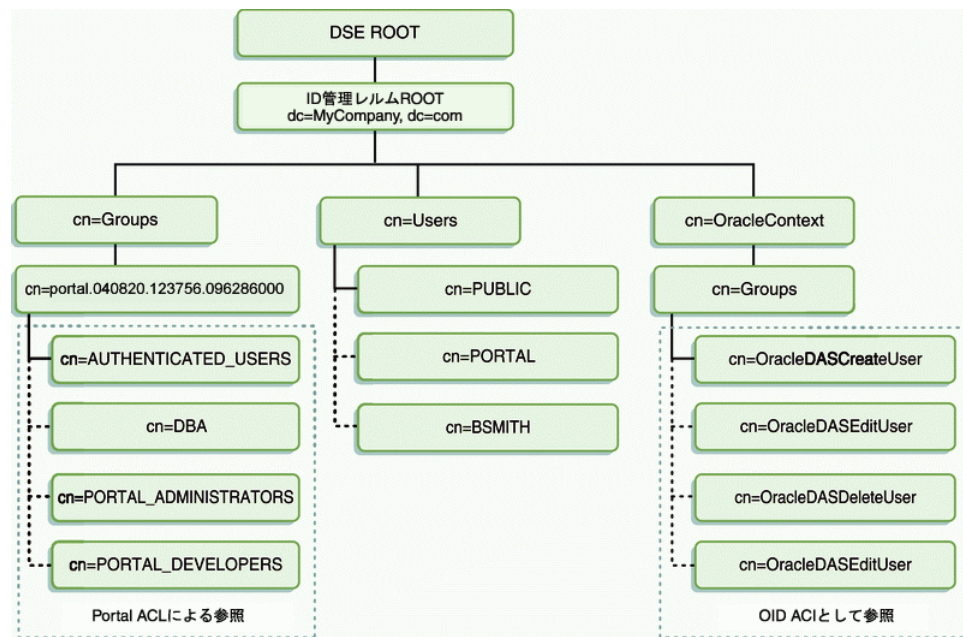 DSE ROOT
ID管理レルムROOT
dc=MyCompany, dc=com
cn=Groups
cn=Users
cn=OracleContext
cn=portal.040820.123756.096286000
cn=PUBLIC
cn=Groups
cn=AUTHENTICATED_USERS
cn=PORTAL
cn=OracleDASCreateUser
cn=DBA
cn=BSMITH
cn=OracleDASEditUser
cn=PORTAL_ADMINISTRATORS
cn=OracleDASDeleteUser
cn=PORTAL_DEVELOPERS
cn=OracleDASEditUser
Portal ACLによる参照
OID ACIとして参照